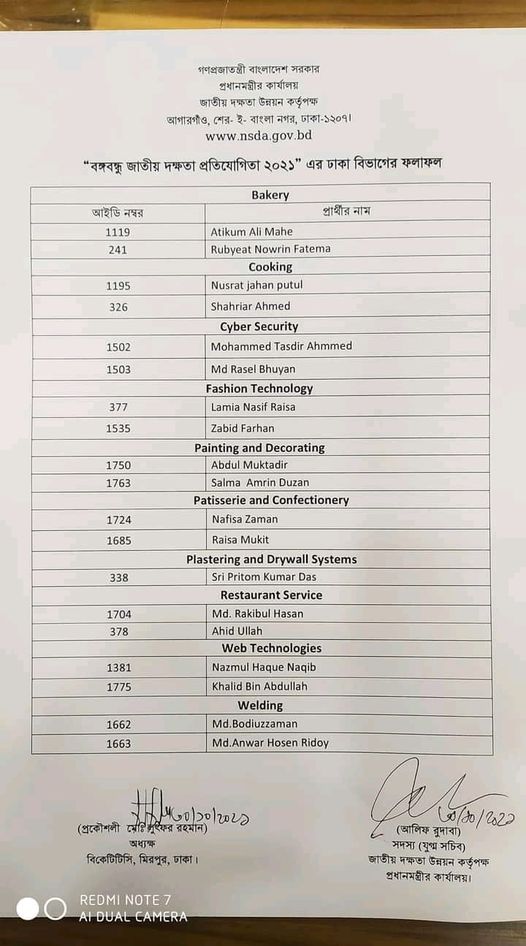 গণপ্রজাতন্ত্রী বাংলাদেশ সরকার
প্রধানমন্ত্রীর কার্যালয়
জাতীয় দক্ষতা উন্নয়ন কর্তৃপক্ষ
আগারগাঁও, শের- ই- বাংলা নগর, ঢাকা-১২০৭।
www.nsda.gov.bd
“বঙ্গবন্ধু জাতীয় দক্ষতা প্রতিযোগিতা ২০২১” এর ঢাকা বিভাগের ফলাফল
Bakery
আইডি নম্বর প্রার্থীর নাম
1119 Atikum Ali Mahe
241 Rubyeat Nowrin Fatema
Cooking
1195 Nusrat jahan putul
326 Shahriar Ahmed
Cyber Security
1502 Mohammed Tasdir Ahmmed
1503 Md Rasel Bhuyan
Fashion Technology
377 Lamia Nasif Raisa
1535 Zabid Farhan
Painting and Decorating
1750 Abdul Muktadir
1763 Salma Amrin Duzan
Patisserie and Confectionery
1724 Nafisa Zaman
1685 Raisa Mukit
Plastering and Drywall Systems
338 Sri Pritom Kumar Das
Restaurant Service
1704 Md. Rakibul Hasan
378 Ahid Ullah
Web Technologies
1381 Nazmul Haque Naqib
1775 Khalid Bin Abdullah
Welding
1662 Md.Bodiuzzaman
1663 Md.Anwar Hosen Ridoy
৩০/১০/২০২১
(প্রকৌশলী মোঃ লুৎফর রহমান)
অধ্যক্ষ
বিকেটিটিসি, মিরপুর, ঢাকা।
৩০/১০/২০২১
(আলিফ রুদাবা)
সদস্য (যুগ্ম সচিব)
জাতীয় দক্ষতা উন্নয়ন কর্তৃপক্ষ
প্রধানমন্ত্রীর কার্যালয়।
REDMI NOTE 7
AI DUAL CAMERA